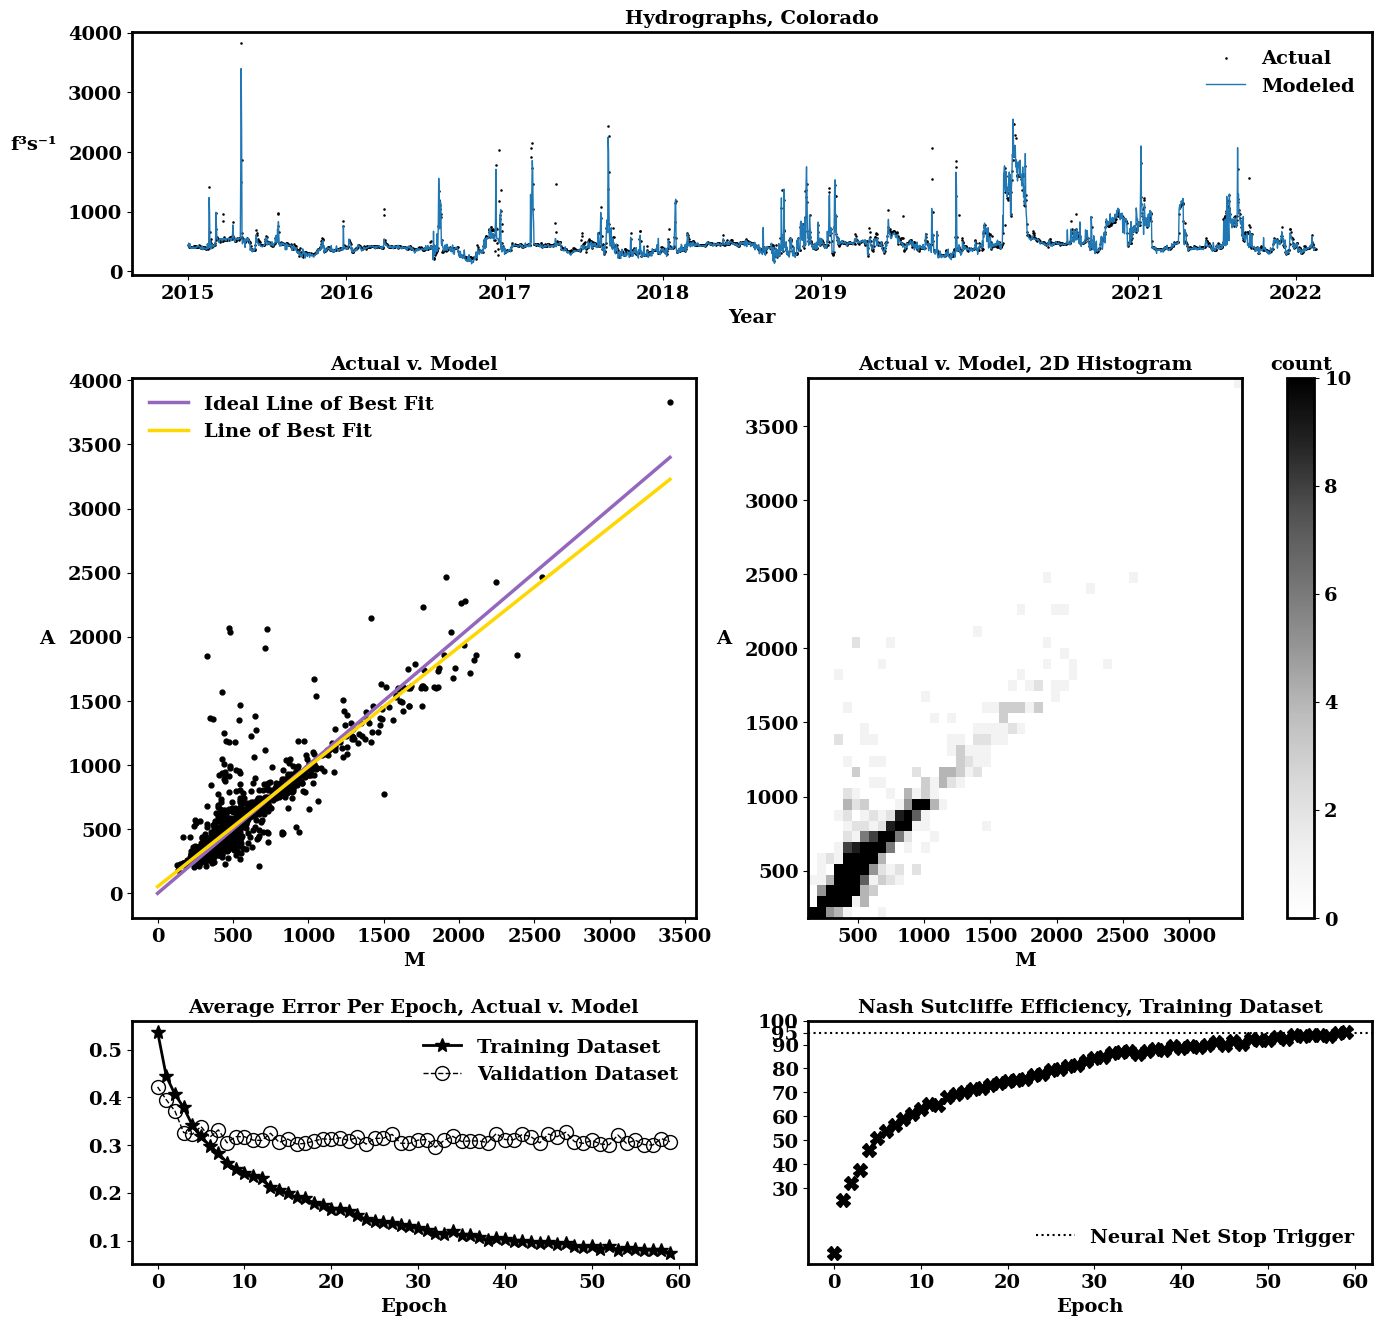 Hydrographs, Colorado
4000
3000
2000
1000
0
f³s⁻¹
Actual
Modeled
2015 2016 2017 2018 2019 2020 2021 2022
Year
Actual v. Model
4000
3500
3000
2500
2000
1500
1000
500
0
A
Ideal Line of Best Fit
Line of Best Fit
0 500 1000 1500 2000 2500 3000 3500
M
Actual v. Model, 2D Histogram
3500
3000
2500
2000
1500
1000
500
A
500 1000 1500 2000 2500 3000
M
count
10
8
6
4
2
0
Average Error Per Epoch, Actual v. Model
0.5
0.4
0.3
0.2
0.1
Training Dataset
Validation Dataset
0 10 20 30 40 50 60
Epoch
Nash Sutcliffe Efficiency, Training Dataset
100
95
90
80
70
60
50
40
30
Neural Net Stop Trigger
0 10 20 30 40 50 60
Epoch